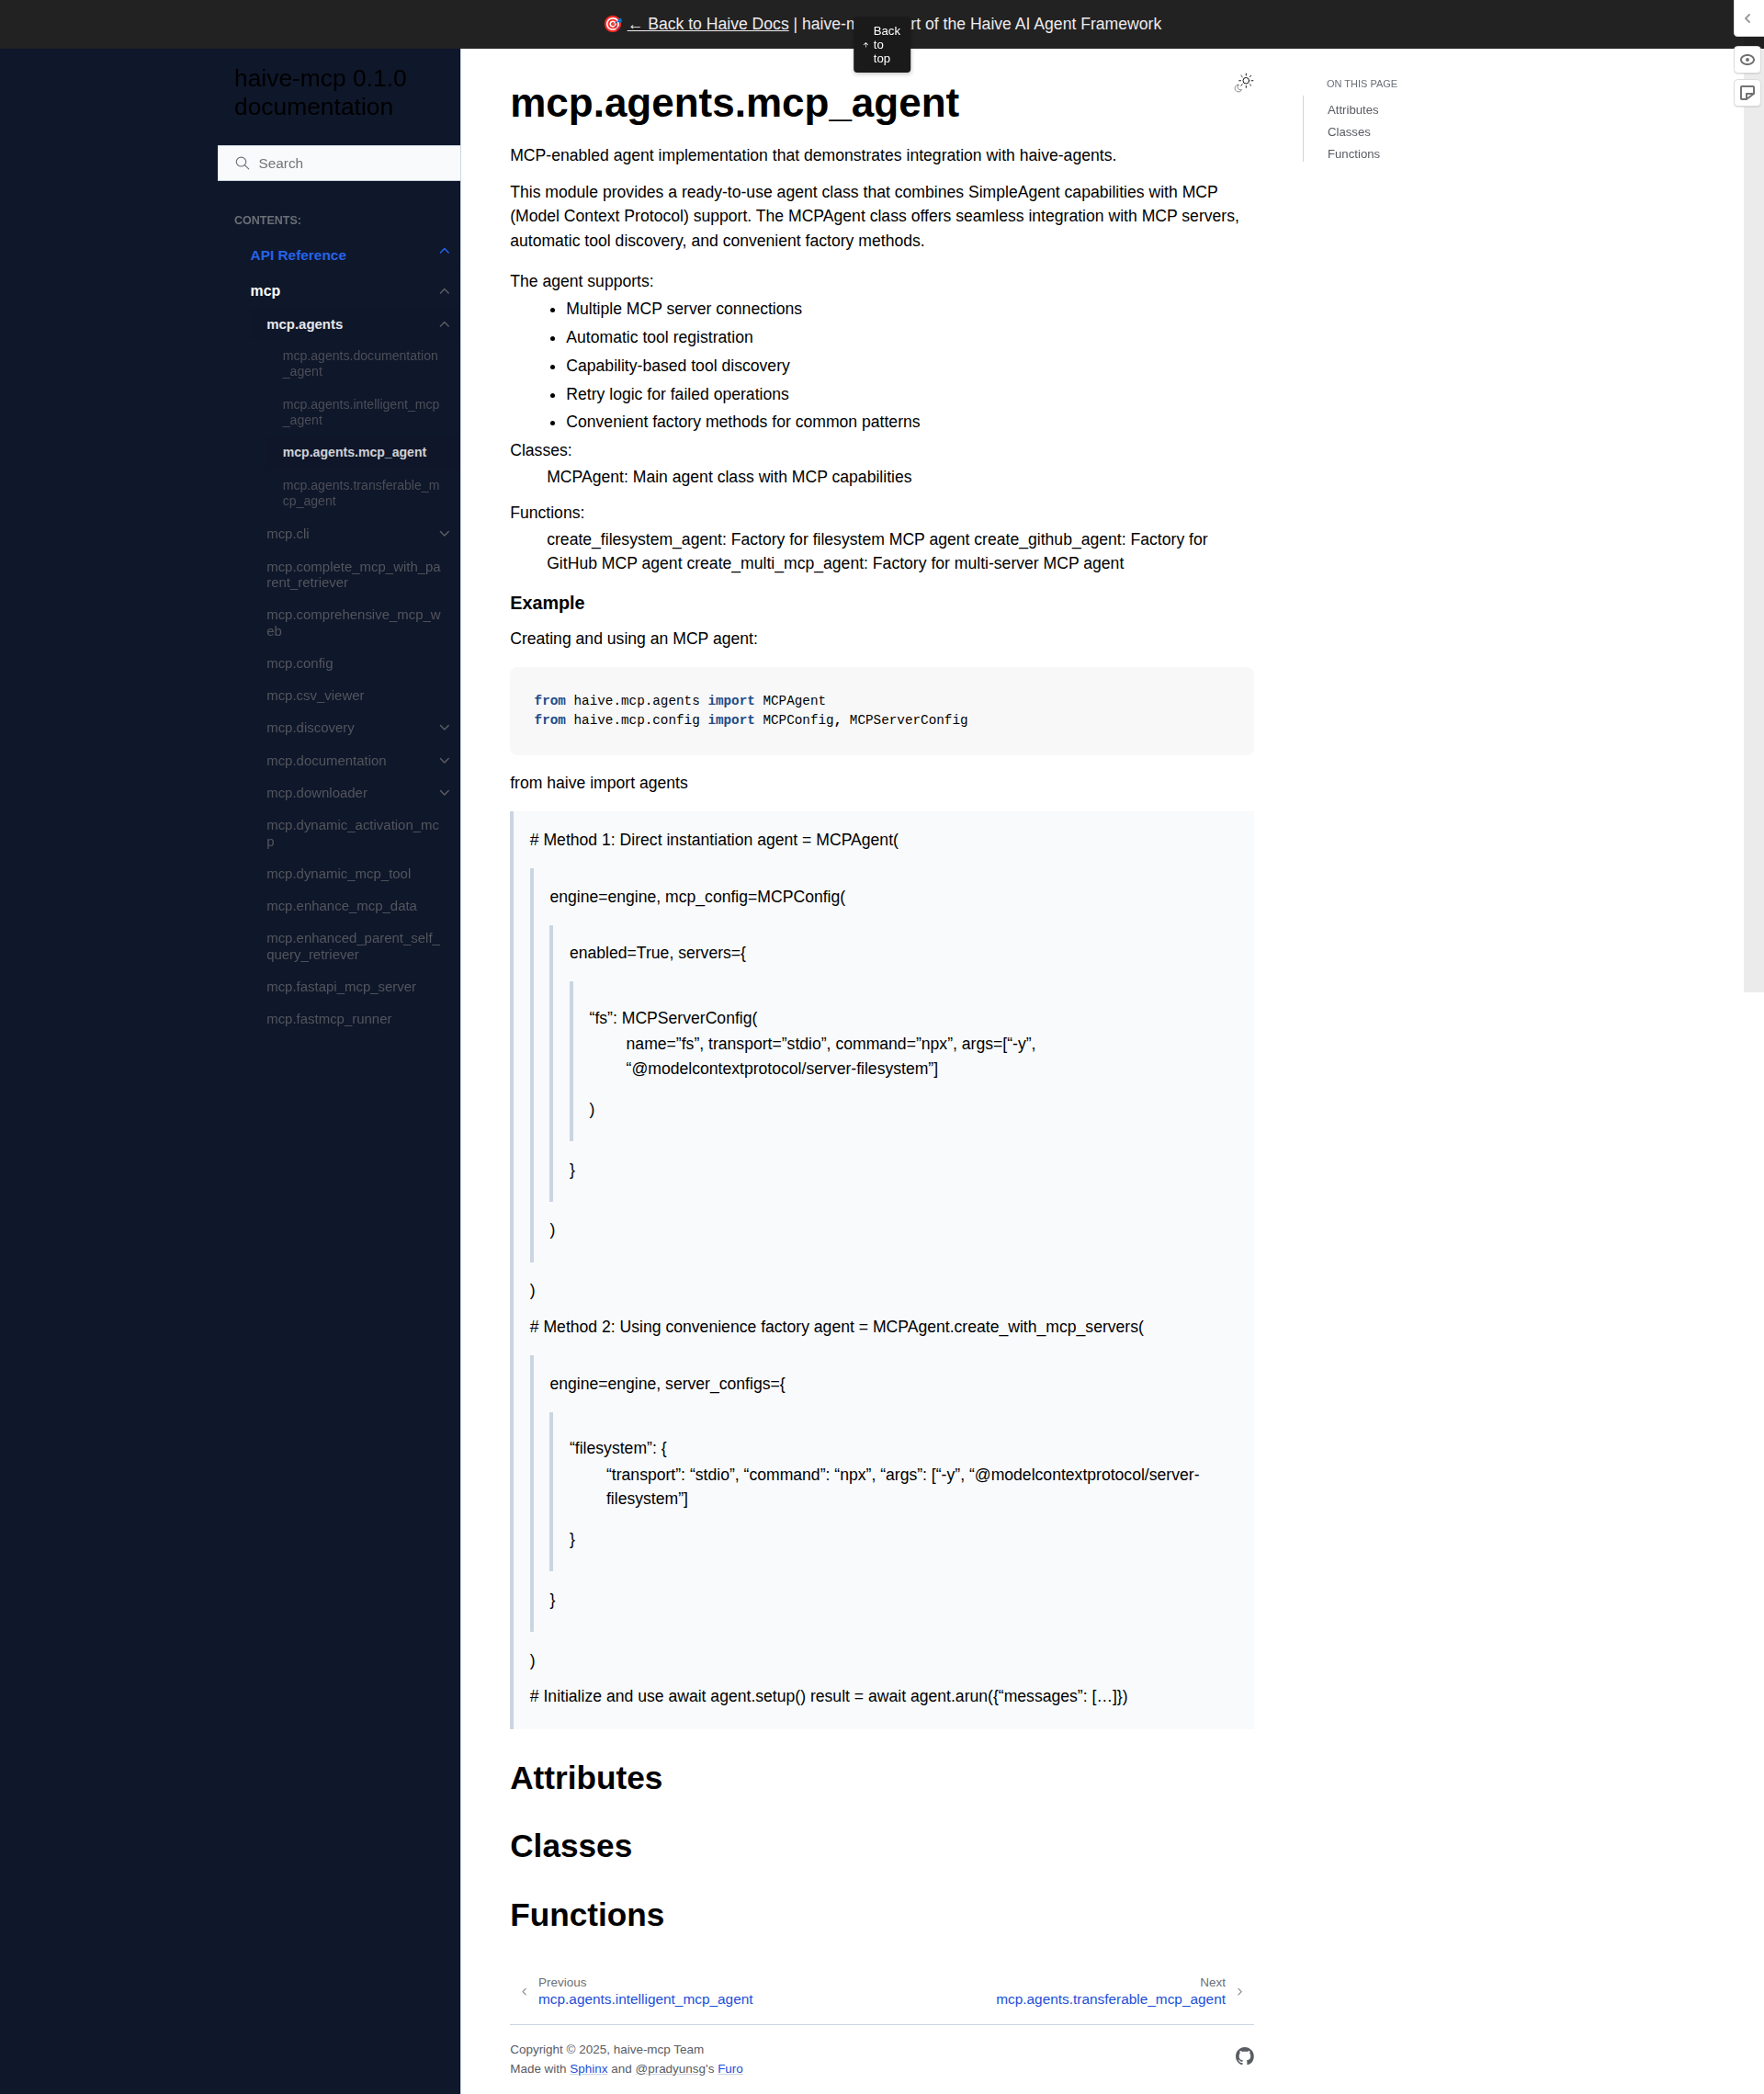 🎯 ← Back to Haive Docs | haive-m rt of the Haive AI Agent Framework
Back
to
top
haive-mcp 0.1.0
documentation
Search
CONTENTS:
API Reference
mcp
mcp.agents
mcp.agents.documentation
_agent
mcp.agents.intelligent_mcp
_agent
mcp.agents.mcp_agent
mcp.agents.transferable_m
cp_agent
mcp.cli
mcp.complete_mcp_with_pa
rent_retriever
mcp.comprehensive_mcp_w
eb
mcp.config
mcp.csv_viewer
mcp.discovery
mcp.documentation
mcp.downloader
mcp.dynamic_activation_mc
p
mcp.dynamic_mcp_tool
mcp.enhance_mcp_data
mcp.enhanced_parent_self_
query_retriever
mcp.fastapi_mcp_server
mcp.fastmcp_runner
mcp.agents.mcp_agent
MCP-enabled agent implementation that demonstrates integration with haive-agents.
This module provides a ready-to-use agent class that combines SimpleAgent capabilities with MCP
(Model Context Protocol) support. The MCPAgent class offers seamless integration with MCP servers,
automatic tool discovery, and convenient factory methods.
The agent supports:
• Multiple MCP server connections
• Automatic tool registration
• Capability-based tool discovery
• Retry logic for failed operations
• Convenient factory methods for common patterns
Classes:
MCPAgent: Main agent class with MCP capabilities
Functions:
create_filesystem_agent: Factory for filesystem MCP agent create_github_agent: Factory for
GitHub MCP agent create_multi_mcp_agent: Factory for multi-server MCP agent
Example
Creating and using an MCP agent:
from haive.mcp.agents import MCPAgent
from haive.mcp.config import MCPConfig, MCPServerConfig
from haive import agents
# Method 1: Direct instantiation agent = MCPAgent(
engine=engine, mcp_config=MCPConfig(
enabled=True, servers={
“fs”: MCPServerConfig(
name=”fs”, transport=”stdio”, command=”npx”, args=[“-y”,
“@modelcontextprotocol/server-filesystem”]
)
}
)
)
# Method 2: Using convenience factory agent = MCPAgent.create_with_mcp_servers(
engine=engine, server_configs={
“filesystem”: {
“transport”: “stdio”, “command”: “npx”, “args”: [“-y”, “@modelcontextprotocol/server-
filesystem”]
}
}
)
# Initialize and use await agent.setup() result = await agent.arun({“messages”: […]})
Attributes
Classes
Functions
Previous
mcp.agents.intelligent_mcp_agent
Next
mcp.agents.transferable_mcp_agent
Copyright © 2025, haive-mcp Team
Made with Sphinx and @pradyunsg's Furo
ON THIS PAGE
Attributes
Classes
Functions